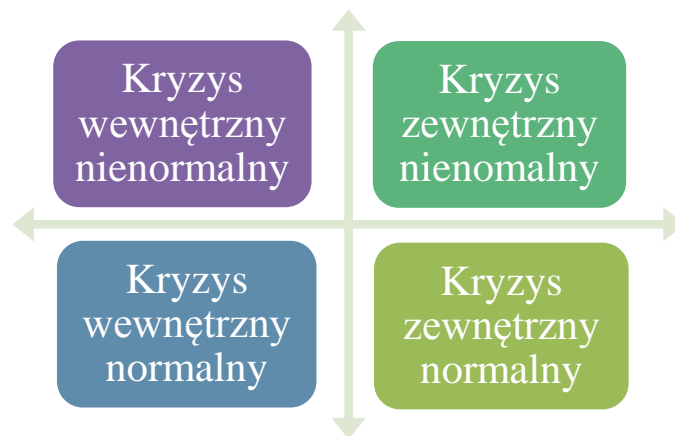 Kryzys
wewnętrzny
nienormalny
Kryzys
zewnętrzny
nienomalny
Kryzys
wewnętrzny
normalny
Kryzys
zewnętrzny
normalny